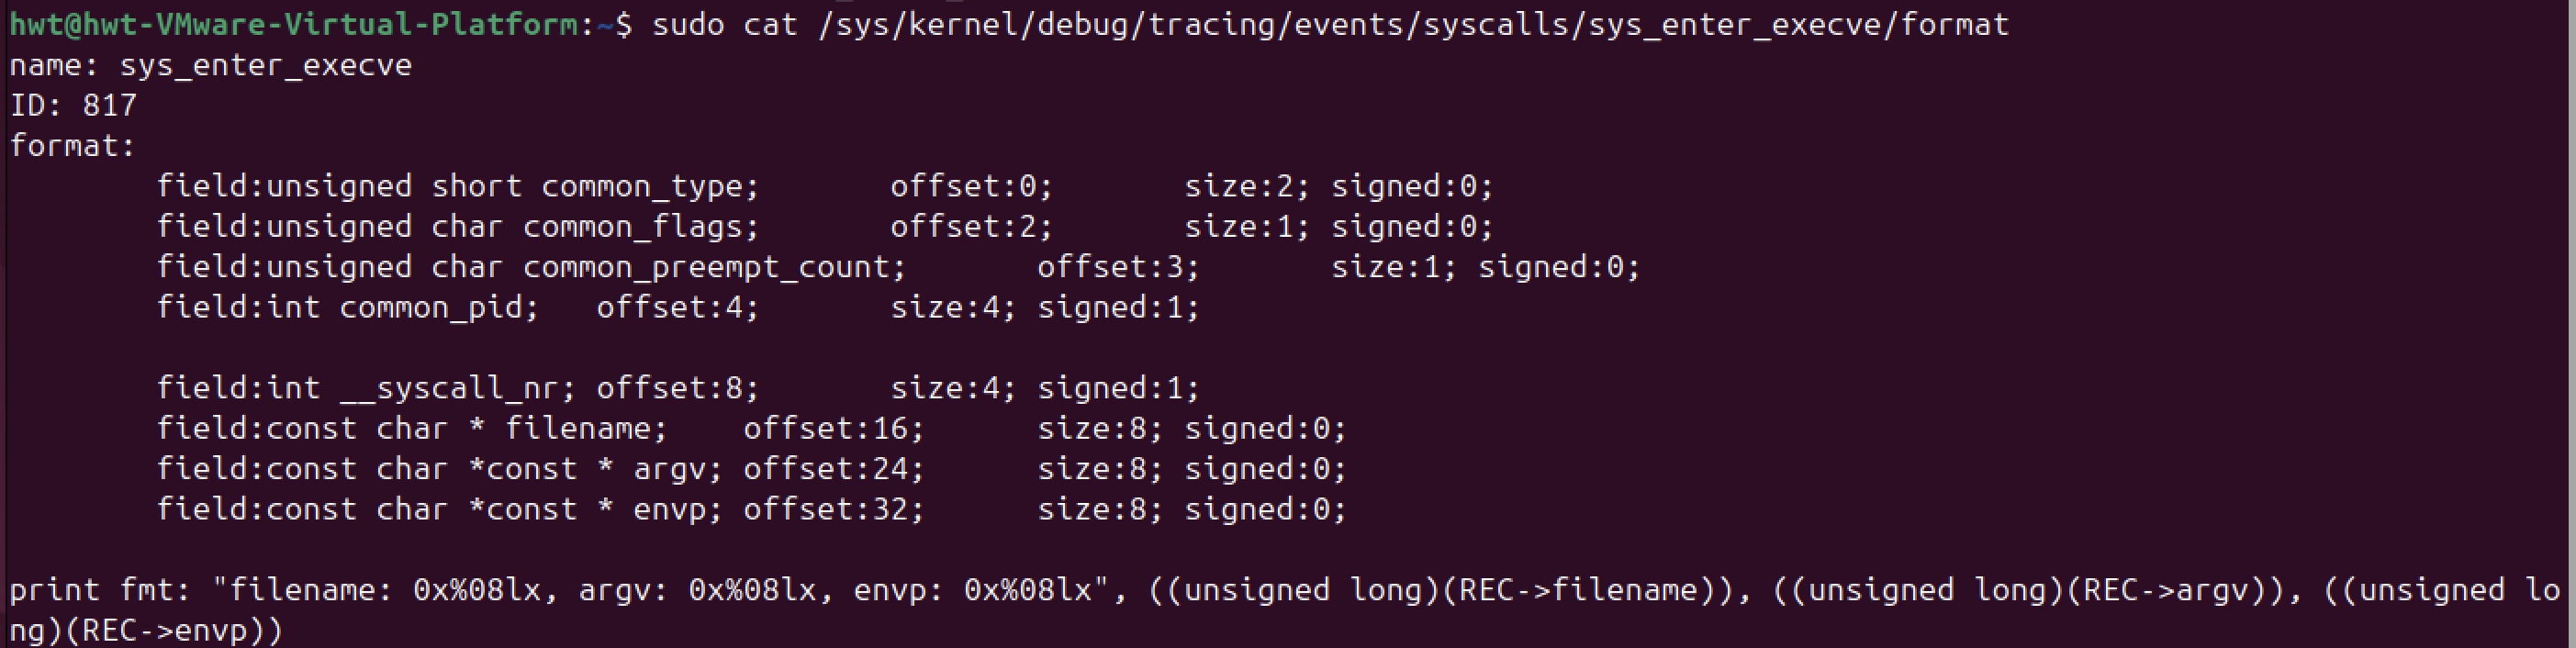 hwt@hwt-VMware-Virtual-Platform:~$ sudo cat /sys/kernel/debug/tracing/events/syscalls/sys_enter_execve/format
name: sys_enter_execve
ID: 817
format:
        field:unsigned short common_type;       offset:0;       size:2; signed:0;
        field:unsigned char common_flags;       offset:2;       size:1; signed:0;
        field:unsigned char common_preempt_count;       offset:3;       size:1; signed:0;
        field:int common_pid;   offset:4;       size:4; signed:1;

        field:int __syscall_nr; offset:8;       size:4; signed:1;
        field:const char * filename;    offset:16;      size:8; signed:0;
        field:const char *const * argv; offset:24;      size:8; signed:0;
        field:const char *const * envp; offset:32;      size:8; signed:0;

print fmt: "filename: 0x%08lx, argv: 0x%08lx, envp: 0x%08lx", ((unsigned long)(REC->filename)), ((unsigned long)(REC->argv)), ((unsigned lo
ng)(REC->envp))